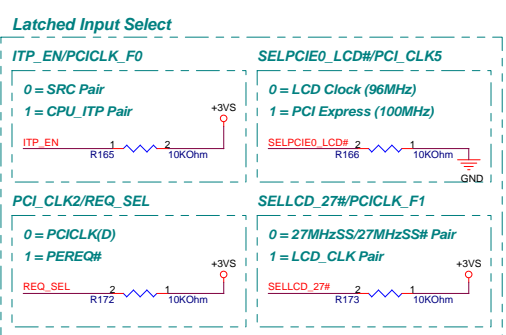 Latched Input Select
ITP_EN/PCICLK_F0
0 = SRC Pair
1 = CPU_ITP Pair
+3VS
ITP_EN
1
2
R165
10KOhm
SELPCIE0_LCD#/PCI_CLK5
0 = LCD Clock (96MHz)
1 = PCI Express (100MHz)
SELPCIE0_LCD#
2
1
R166
10KOhm
GND
PCI_CLK2/REQ_SEL
0 = PCICLK(D)
1 = PEREQ#
+3VS
REQ_SEL
2
1
R172
10KOhm
SELLCD_27#/PCICLK_F1
0 = 27MHzSS/27MHzSS# Pair
1 = LCD_CLK Pair
+3VS
SELLCD_27#
2
1
R173
10KOhm